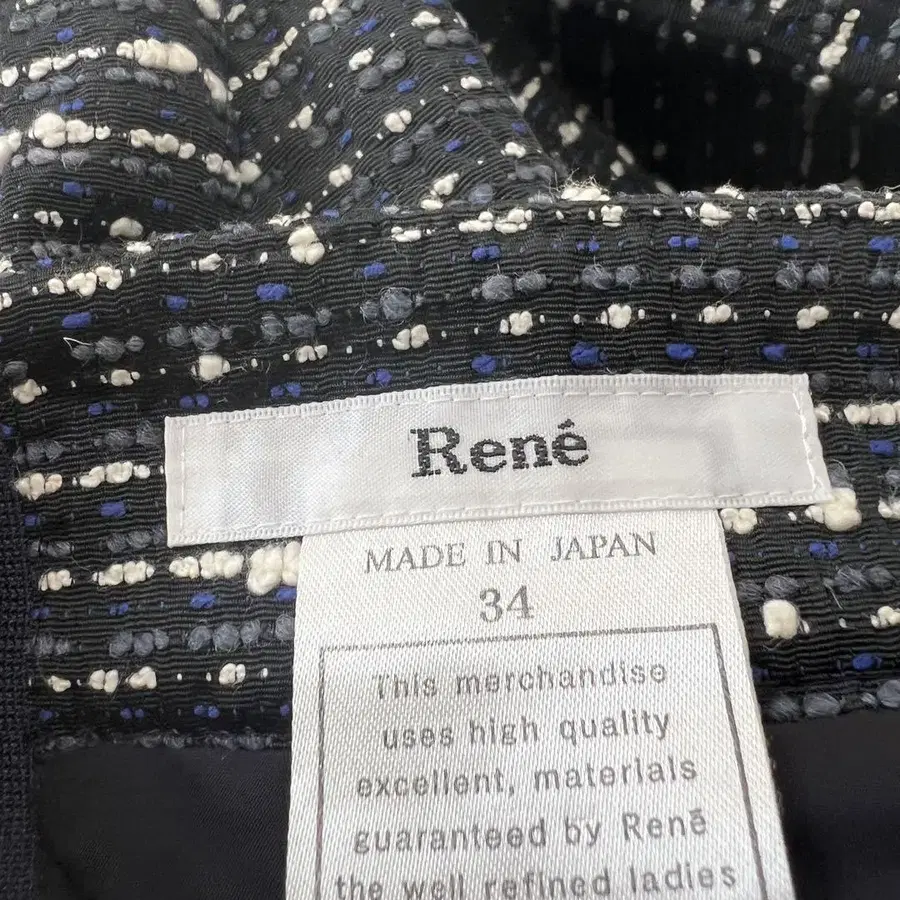 René
MADE IN JAPAN
34
This merchandise
uses high quality
excellent, materials
guaranteed by René
the well refined ladies